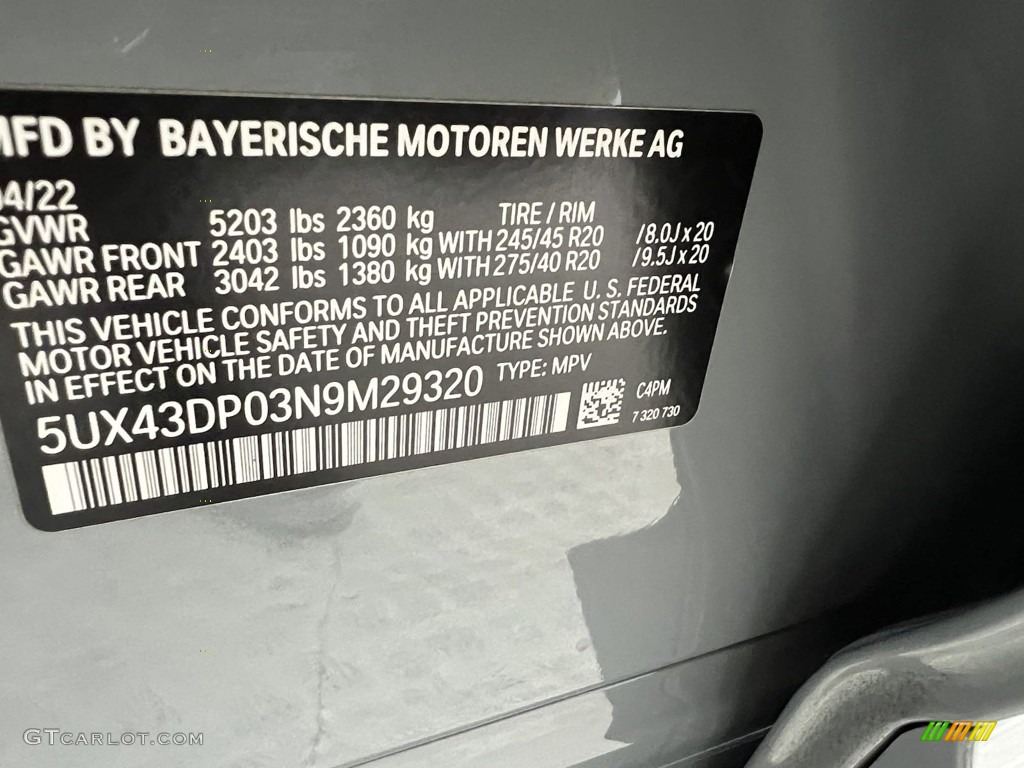 MFD BY BAYERISCHE MOTOREN WERKE AG
04/22
GVWR 5203 lbs 2360 kg TIRE / RIM
GAWR FRONT 2403 lbs 1090 kg WITH 245/45 R20 /8.0J x 20
GAWR REAR 3042 lbs 1380 kg WITH 275/40 R20 /9.5J x 20
THIS VEHICLE CONFORMS TO ALL APPLICABLE U. S. FEDERAL
MOTOR VEHICLE SAFETY AND THEFT PREVENTION STANDARDS
IN EFFECT ON THE DATE OF MANUFACTURE SHOWN ABOVE.
5UX43DP03N9M29320 TYPE: MPV
C4PM
7 320 730
GTCARLOT.COM